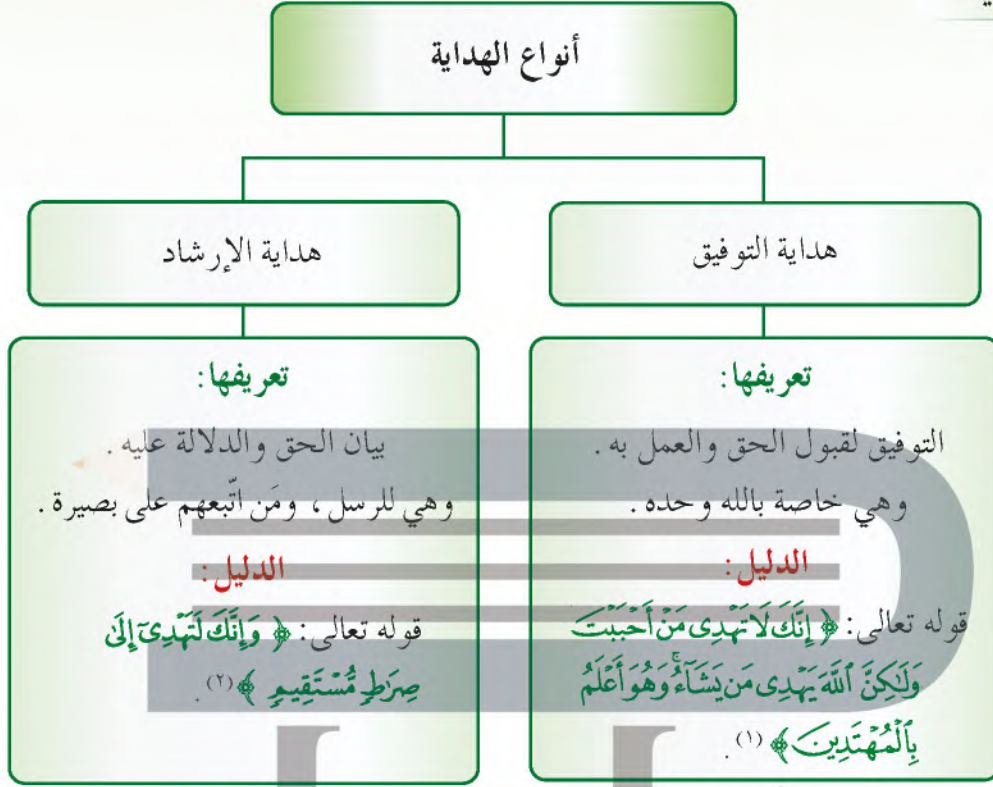 أنواع الهداية
هداية التوفيق
تعريفها:
التوفيق لقبول الحق والعمل به .
وهي خاصة بالله وحده .
الدليل:
قوله تعالى: ﴿ إِنَّكَ لَا تَهْدِى مَنْ أَحْبَبْتَ
وَلَٰكِنَّ ٱللَّهَ يَهْدِى مَن يَشَآءُ ۚ وَهُوَ أَعْلَمُ
بِٱلْمُهْتَدِينَ ﴾ (١) .
هداية الإرشاد
تعريفها:
بيان الحق والدلالة عليه .
وهي للرسل ، ومَن اتّبعهم على بصيرة .
الدليل:
قوله تعالى: ﴿ وَإِنَّكَ لَتَهْدِىٓ إِلَىٰ
صِرَٰطٍ مُّسْتَقِيمٍ ﴾ (٢) .